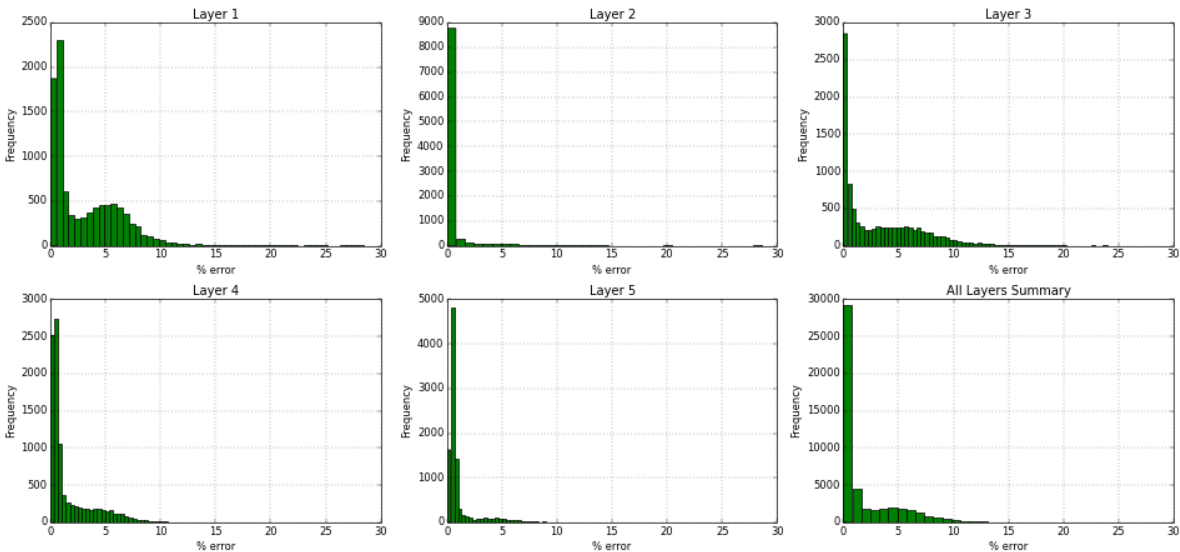 Layer 1
2500
2000
1500
1000
500
0
Frequency
0 5 10 15 20 25 30
% error
Layer 2
9000
8000
7000
6000
5000
4000
3000
2000
1000
0
Frequency
0 5 10 15 20 25 30
% error
Layer 3
3000
2500
2000
1500
1000
500
0
Frequency
0 5 10 15 20 25 30
% error
Layer 4
3000
2500
2000
1500
1000
500
0
Frequency
0 5 10 15 20 25 30
% error
Layer 5
5000
4000
3000
2000
1000
0
Frequency
0 5 10 15 20 25 30
% error
All Layers Summary
30000
25000
20000
15000
10000
5000
0
Frequency
0 5 10 15 20 25 30
% error